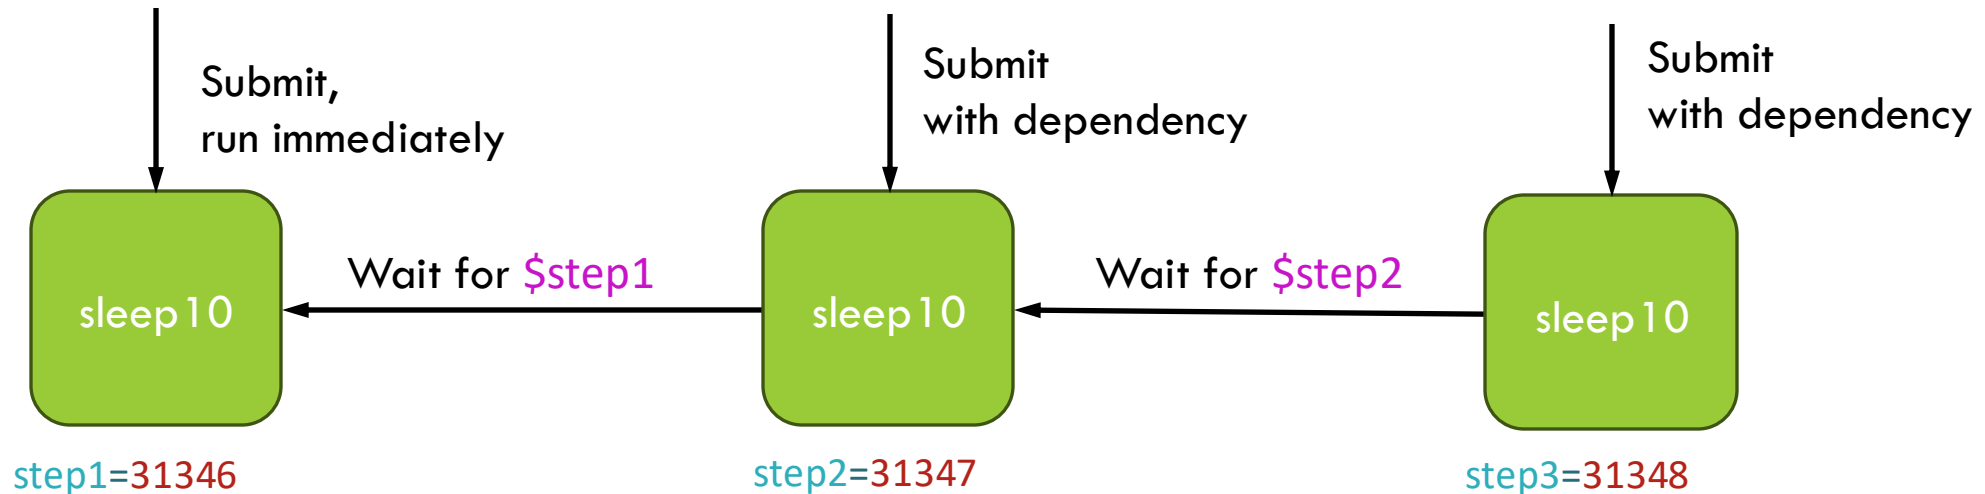 Submit,
run immediately
Submit
with dependency
Submit
with dependency
sleep10
Wait for $step1
sleep10
Wait for $step2
sleep10
step1=31346
step2=31347
step3=31348